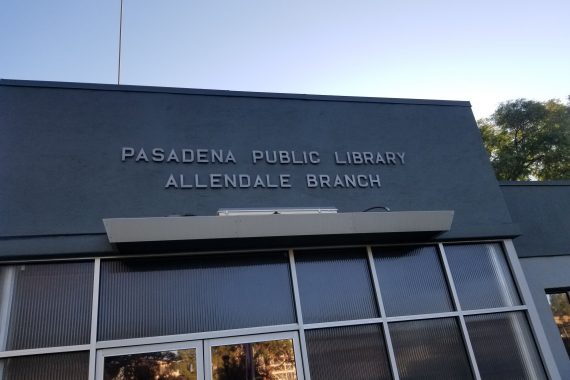 PASADENA PUBLIC LIBRARY
ALLENDALE BRANCH